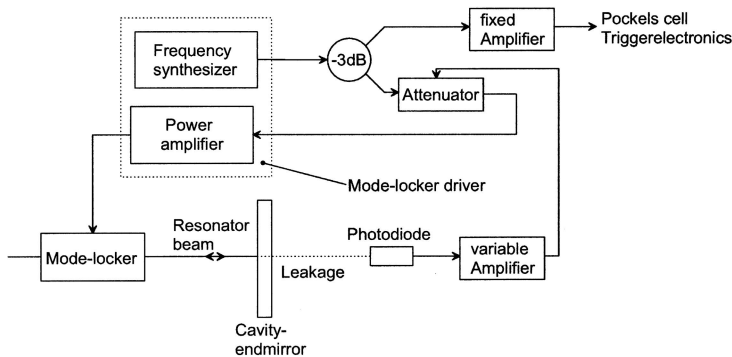 fixed
Amplifier
Pockels cell
Triggerelectronics
Frequency
synthesizer
-3dB
Attenuator
Power
amplifier
Mode-locker driver
Resonator
beam
Photodiode
Mode-locker
Leakage
variable
Amplifier
Cavity-
endmirror